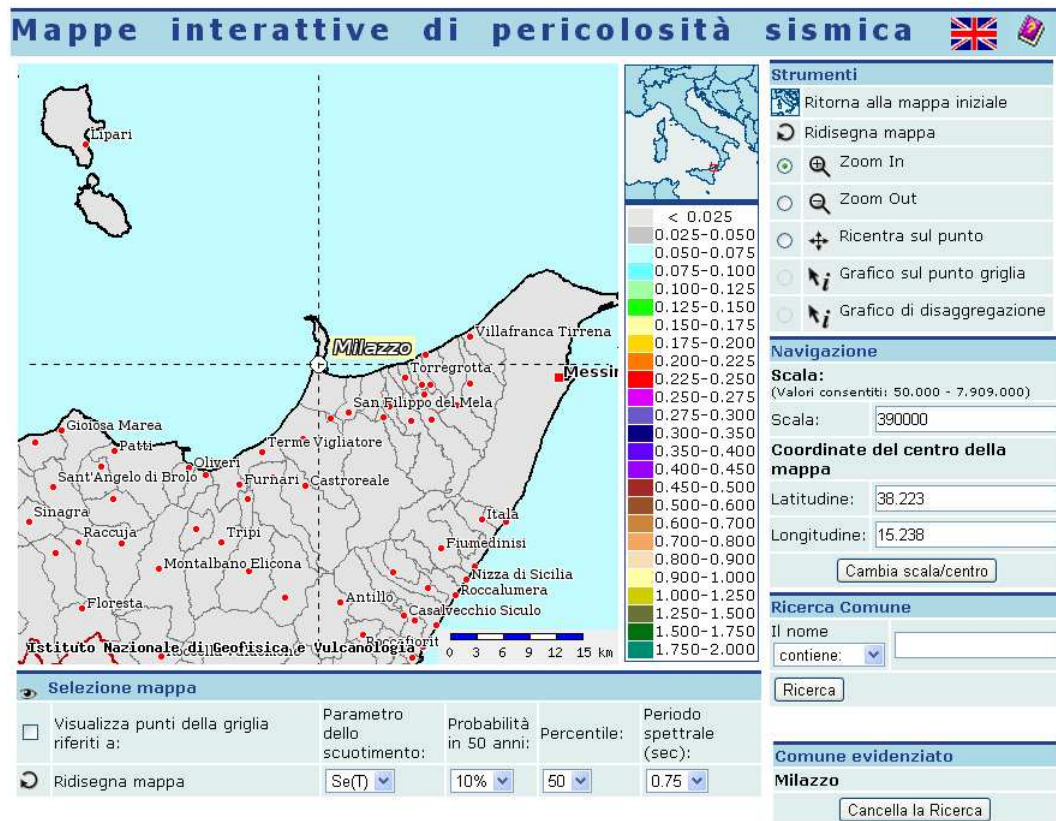 Mappe interattive di pericolosità sismica
Lipari
Milazzo
Villafranca Tirrena
Torregrotta
Messin
San Filippo del Mela
Gioiosa Marea
Patti
Terme Vigliatore
Oliveri
Sant'Angelo di Brolo
Furnari
Castroreale
Sinagra
Itala
Raccuja
Tripi
Fiumedinisi
Montalbano Elicona
Nizza di Sicilia
Roccalumera
Floresta
Antillo
Casalvecchio Siculo
Roccafiorit
Istituto Nazionale di Geofisica e Vulcanologia
0 3 6 9 12 15 km
< 0.025
0.025-0.050
0.050-0.075
0.075-0.100
0.100-0.125
0.125-0.150
0.150-0.175
0.175-0.200
0.200-0.225
0.225-0.250
0.250-0.275
0.275-0.300
0.300-0.350
0.350-0.400
0.400-0.450
0.450-0.500
0.500-0.600
0.600-0.700
0.700-0.800
0.800-0.900
0.900-1.000
1.000-1.250
1.250-1.500
1.500-1.750
1.750-2.000
Strumenti
Ritorna alla mappa iniziale
Ridisegna mappa
Zoom In
Zoom Out
Ricentra sul punto
Grafico sul punto griglia
Grafico di disaggregazione
Navigazione
Scala:
(Valori consentiti: 50.000 - 7.909.000)
Scala: 390000
Coordinate del centro della
mappa
Latitudine: 38.223
Longitudine: 15.238
Cambia scala/centro
Ricerca Comune
Il nome
contiene:
Ricerca
Comune evidenziato
Milazzo
Cancella la Ricerca
Selezione mappa
Visualizza punti della griglia
riferiti a:
Parametro
dello
scuotimento:
Probabilità
in 50 anni:
Percentile:
Periodo
spettrale
(sec):
Ridisegna mappa
Se(T) 10% 50 0.75